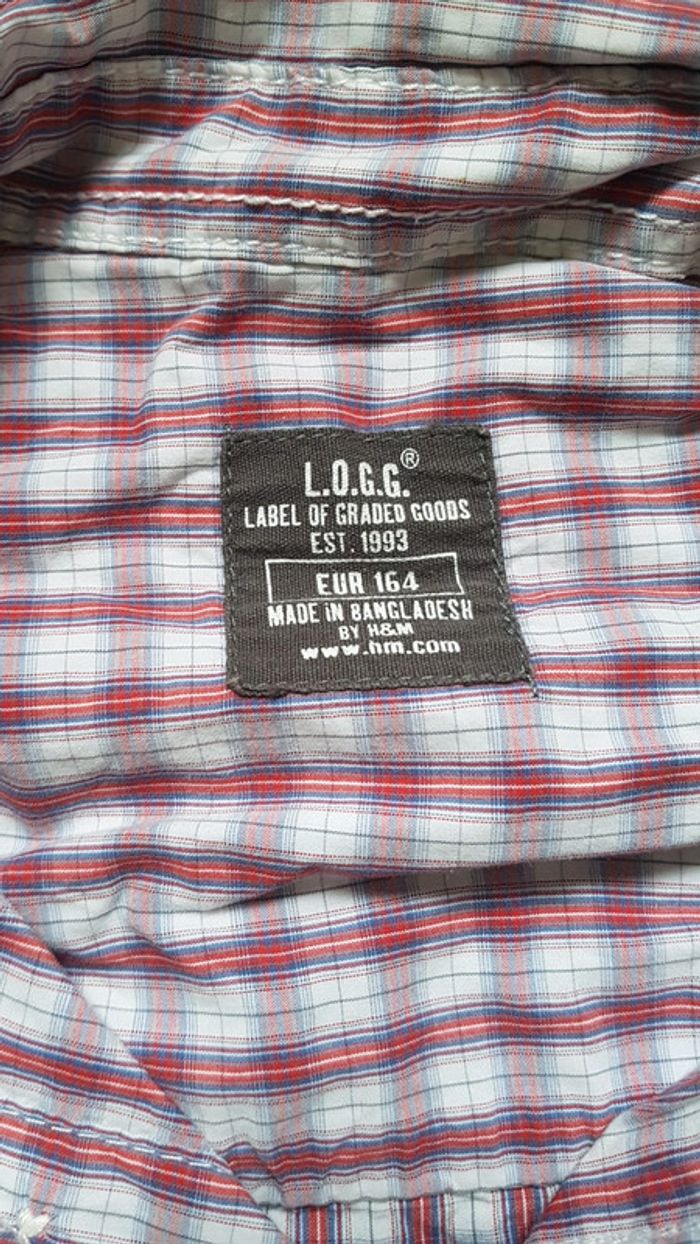 L.O.G.G.®
LABEL OF GRADED GOODS
EST. 1993
EUR 164
MADE IN BANGLADESH
BY H&M
www.hm.com